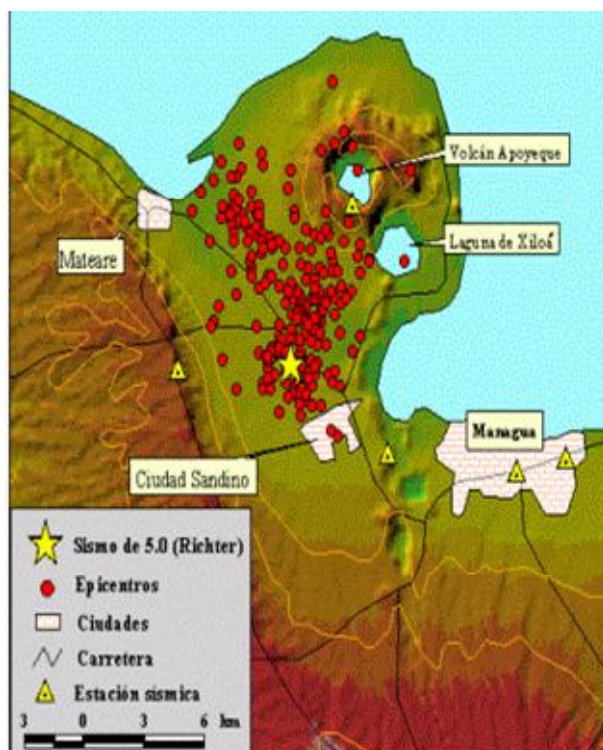 Volcán Apoyeque
Laguna de Xiloá
Mateare
Managua
Ciudad Sandino
Sismo de 5.0 (Richter)
Epicentros
Ciudades
Carretera
Estación sísmica
3 0 3 6 km